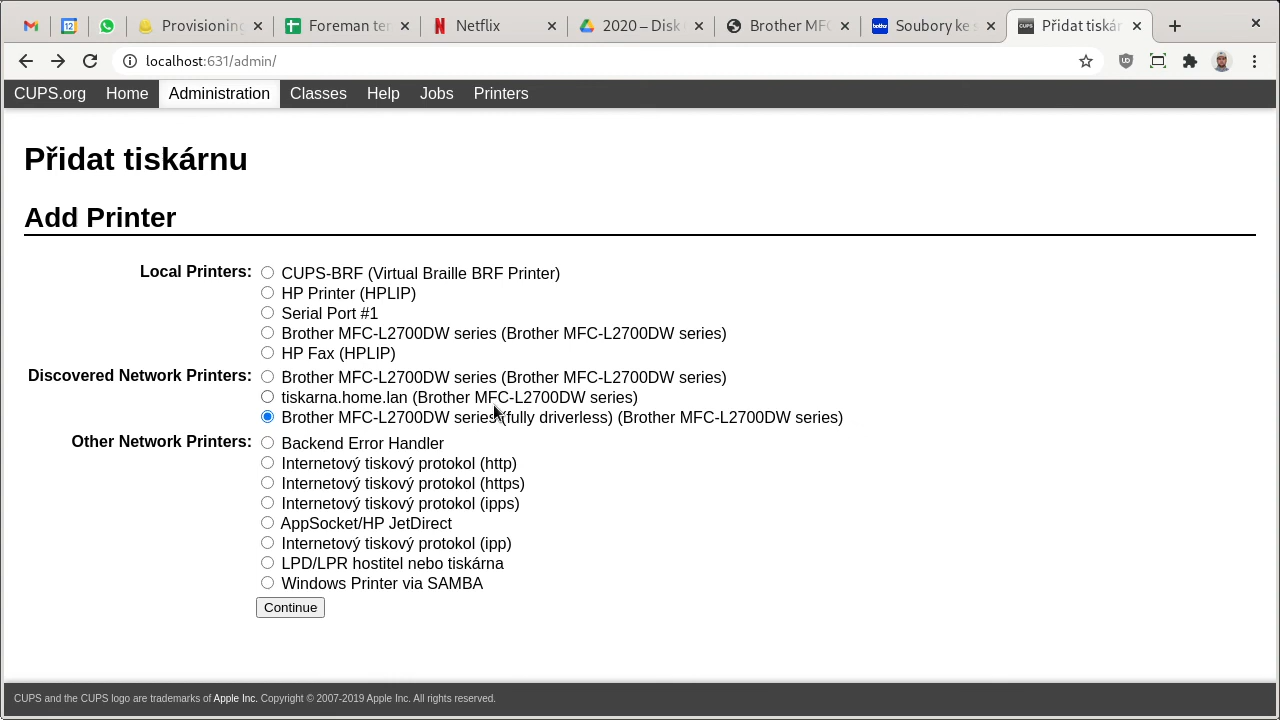 Provisioning
Foreman ter
Netflix
2020 – Disk
Brother MFC
Soubory ke s
Přidat tiskár
localhost:631/admin/
CUPS.org Home Administration Classes Help Jobs Printers
Přidat tiskárnu
Add Printer
Local Printers: CUPS-BRF (Virtual Braille BRF Printer)
HP Printer (HPLIP)
Serial Port #1
Brother MFC-L2700DW series (Brother MFC-L2700DW series)
HP Fax (HPLIP)
Discovered Network Printers: Brother MFC-L2700DW series (Brother MFC-L2700DW series)
tiskarna.home.lan (Brother MFC-L2700DW series)
Brother MFC-L2700DW series (fully driverless) (Brother MFC-L2700DW series)
Other Network Printers: Backend Error Handler
Internetový tiskový protokol (http)
Internetový tiskový protokol (https)
Internetový tiskový protokol (ipps)
AppSocket/HP JetDirect
Internetový tiskový protokol (ipp)
LPD/LPR hostitel nebo tiskárna
Windows Printer via SAMBA
Continue
CUPS and the CUPS logo are trademarks of Apple Inc. Copyright © 2007-2019 Apple Inc. All rights reserved.